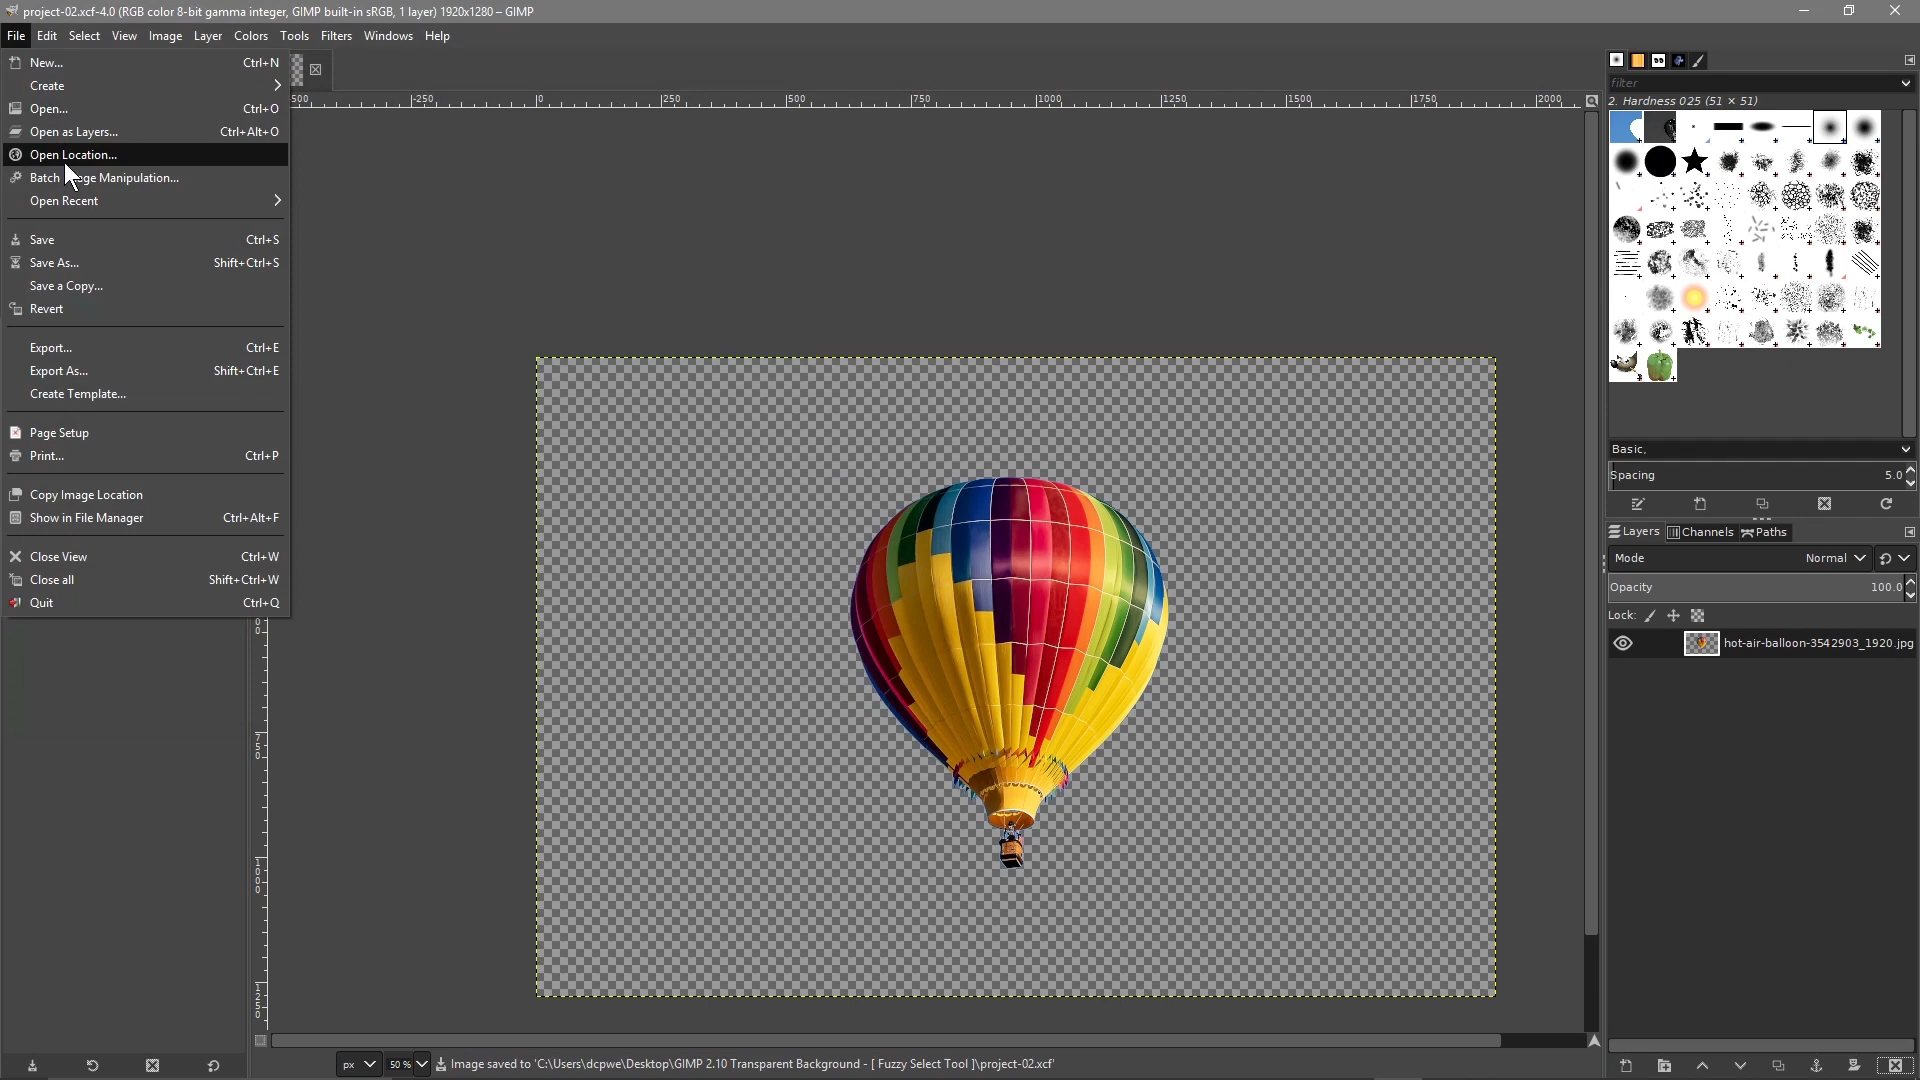 project-02.xcf-4.0 (RGB color 8-bit gamma integer, GIMP built-in sRGB, 1 layer) 1920x1280 – GIMP
File Edit Select View Image Layer Colors Tools Filters Windows Help
New... Ctrl+N
Create
Open... Ctrl+O
Open as Layers... Ctrl+Alt+O
Open Location...
Batch Manipulation...
Open Recent
Save Ctrl+S
Save As... Shift+Ctrl+S
Save a Copy...
Revert
Export... Ctrl+E
Export As... Shift+Ctrl+E
Create Template...
Page Setup
Print... Ctrl+P
Copy Image Location
Show in File Manager Ctrl+Alt+F
Close View Ctrl+W
Close all Shift+Ctrl+W
Quit Ctrl+Q
500 -250 0 250 500 750 1000 1250 1500 1750 2000
750
1000
1250
px 50 % Image saved to 'C:\Users\dcpwe\Desktop\GIMP 2.10 Transparent Background - [ Fuzzy Select Tool ]\project-02.xcf'
filter
2. Hardness 025 (51 × 51)
Basic,
Spacing 5.0
Layers Channels Paths
Mode Normal
Opacity 100.0
Lock:
hot-air-balloon-3542903_1920.jpg